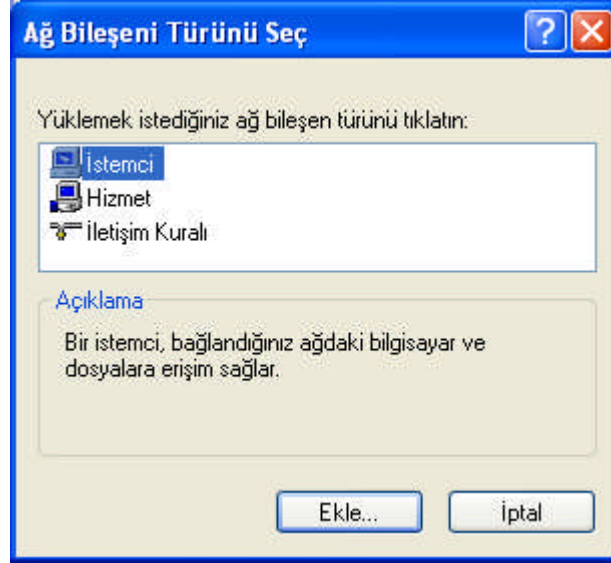 Ağ Bileşeni Türünü Seç
Yüklemek istediğiniz ağ bileşen türünü tıklatın:
İstemci
Hizmet
İletişim Kuralı
Açıklama
Bir istemci, bağlandığınız ağdaki bilgisayar ve
dosyalara erişim sağlar.
Ekle...
İptal